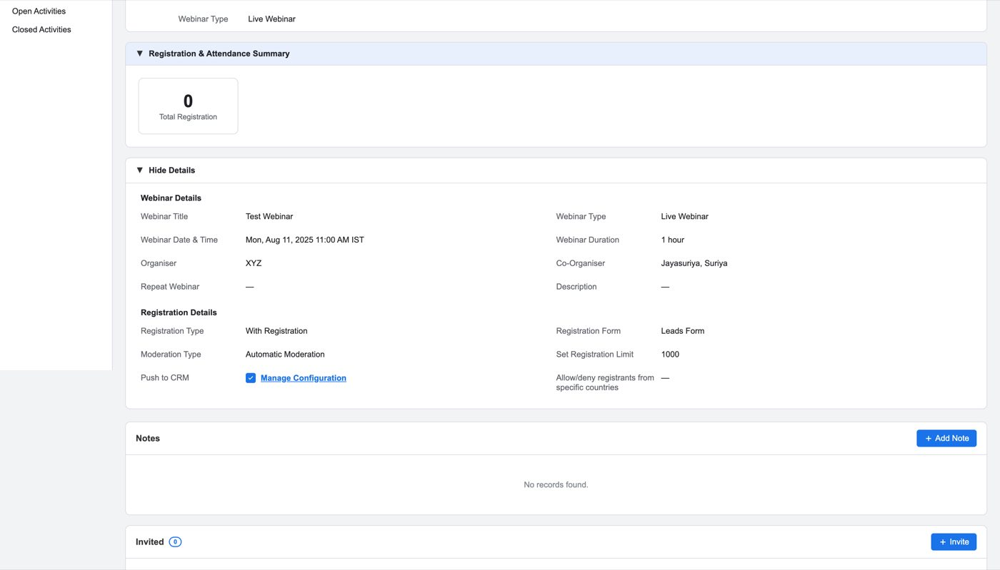 Open Activities
Closed Activities
Webinar Type Live Webinar
▼ Registration & Attendance Summary
0
Total Registration
▼ Hide Details
Webinar Details
Webinar Title Test Webinar Webinar Type Live Webinar
Webinar Date & Time Mon, Aug 11, 2025 11:00 AM IST Webinar Duration 1 hour
Organiser XYZ Co-Organiser Jayasuriya, Suriya
Repeat Webinar — Description —
Registration Details
Registration Type With Registration Registration Form Leads Form
Moderation Type Automatic Moderation Set Registration Limit 1000
Push to CRM Manage Configuration Allow/deny registrants from —
specific countries
Notes + Add Note
No records found.
Invited 0 + Invite